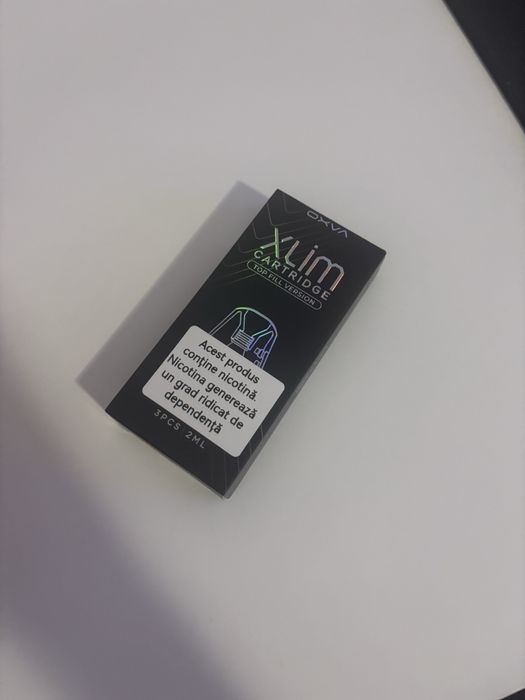 OXVA
XLIM
CARTRIDGE
TOP FILL VERSION
Acest produs
conține nicotină.
Nicotina generează
un grad ridicat de
dependență
3PCS 2ML